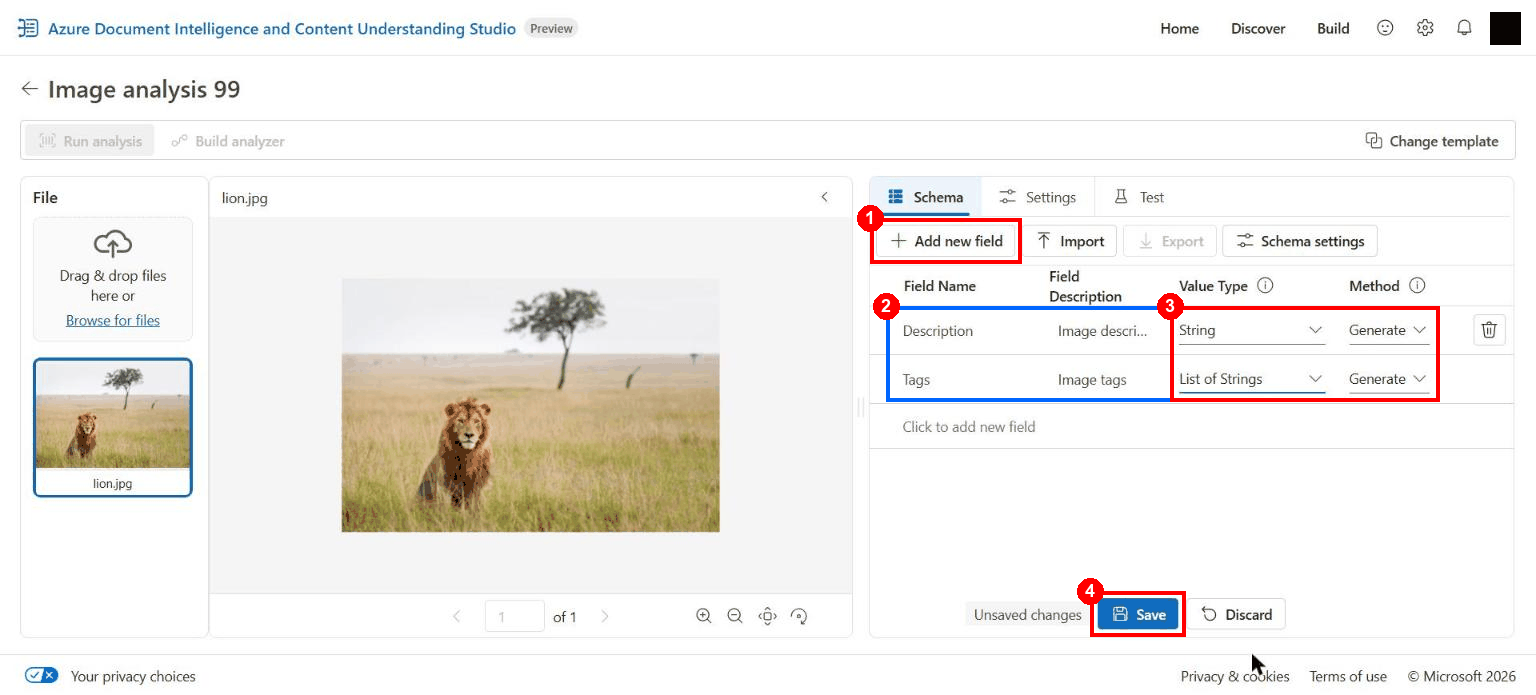 Azure Document Intelligence and Content Understanding Studio Preview Home Discover Build
Image analysis 99
Run analysis Build analyzer Change template
File
Drag & drop files
here or
Browse for files
lion.jpg
lion.jpg
1 of 1
Schema Settings Test
1
Add new field Import Export Schema settings
Field Name Field Description Value Type Method
2 3
Description Image descri... String Generate
Tags Image tags List of Strings Generate
Click to add new field
4
Unsaved changes Save Discard
Your privacy choices Privacy & cookies Terms of use © Microsoft 2026